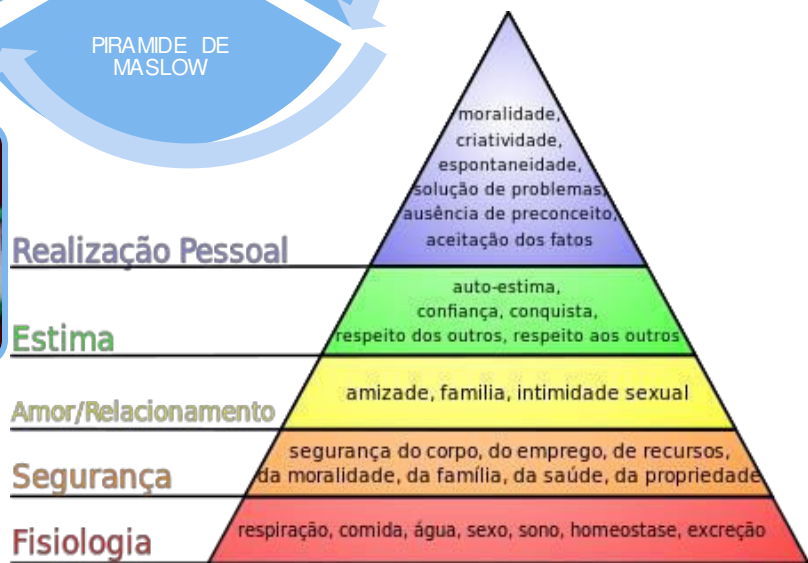 PIRAMIDE DE
MASLOW
moralidade,
criatividade,
espontaneidade,
solução de problemas,
ausência de preconceito,
aceitação dos fatos
Realização Pessoal
auto-estima,
confiança, conquista,
respeito dos outros, respeito aos outros
Estima
amizade, familia, intimidade sexual
Amor/Relacionamento
segurança do corpo, do emprego, de recursos,
da moralidade, da família, da saúde, da propriedade
Segurança
respiração, comida, água, sexo, sono, homeostase, excreção
Fisiologia